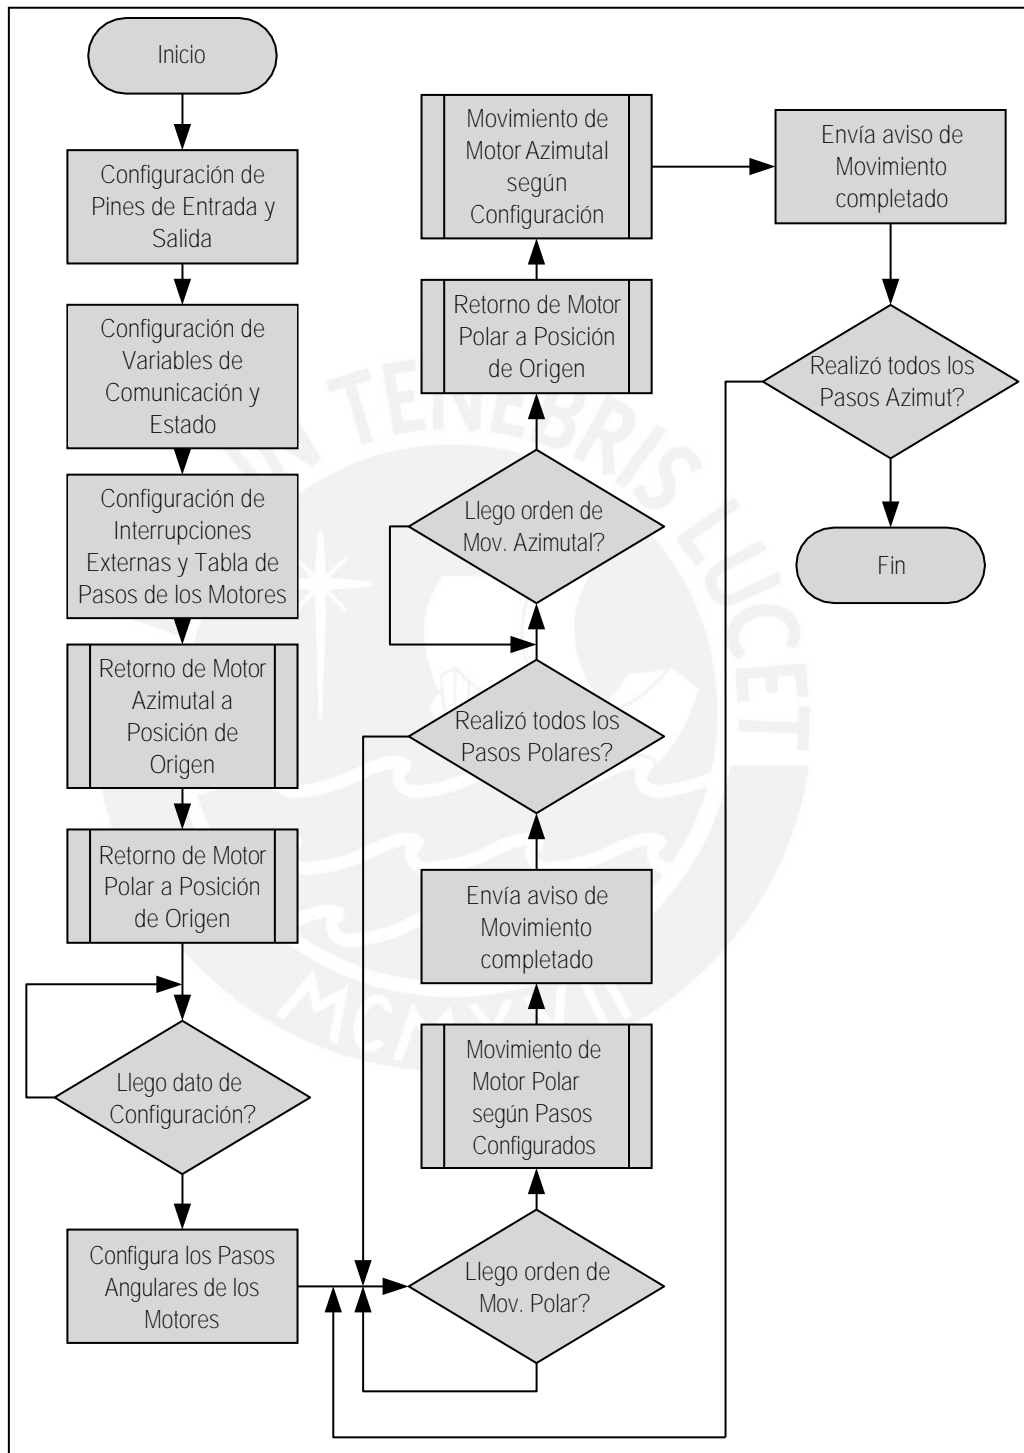 Inicio
Configuración de
Pines de Entrada y
Salida
Configuración de
Variables de
Comunicación y
Estado
Configuración de
Interrupciones
Externas y Tabla de
Pasos de los Motores
Retorno de Motor
Azimutal a
Posición de
Origen
Retorno de Motor
Polar a Posición
de Origen
Llego dato de
Configuración?
Configura los Pasos
Angulares de los
Motores
Llego orden de
Mov. Polar?
Movimiento de
Motor Polar
según Pasos
Configurados
Envía aviso de
Movimiento
completado
Realizó todos los
Pasos Polares?
Llego orden de
Mov. Azimutal?
Retorno de Motor
Polar a Posición
de Origen
Movimiento de
Motor Azimutal
según
Configuración
Envía aviso de
Movimiento
completado
Realizó todos los
Pasos Azimut?
Fin
IN TENEBRIS LUCET
MCMXVII